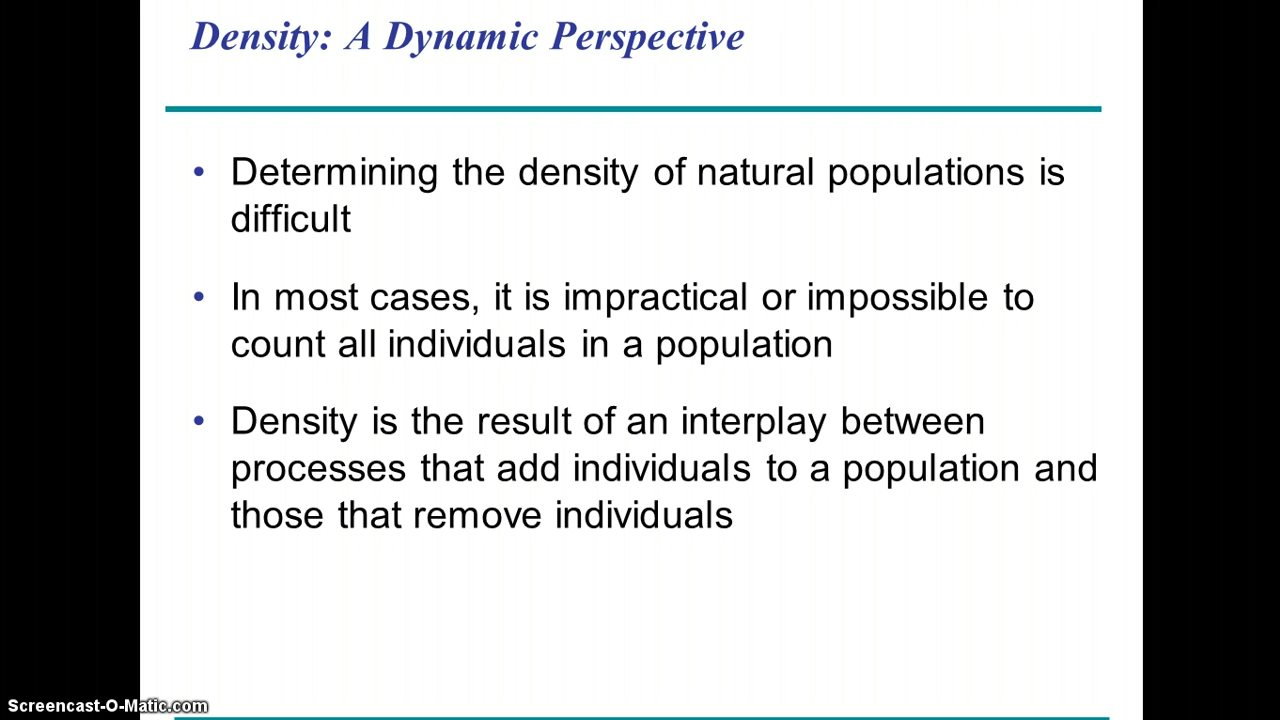 Density: A Dynamic Perspective
• Determining the density of natural populations is
difficult
• In most cases, it is impractical or impossible to
count all individuals in a population
• Density is the result of an interplay between
processes that add individuals to a population and
those that remove individuals
Screencast-O-Matic.com